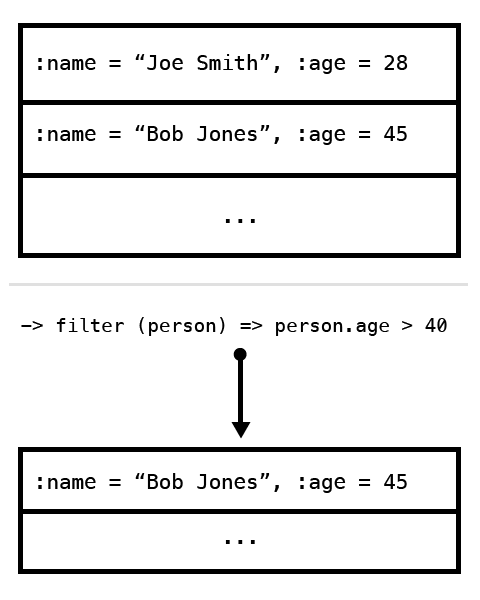 :name = “Joe Smith”, :age = 28
:name = “Bob Jones”, :age = 45
...
-> filter (person) => person.age > 40
:name = “Bob Jones”, :age = 45
...